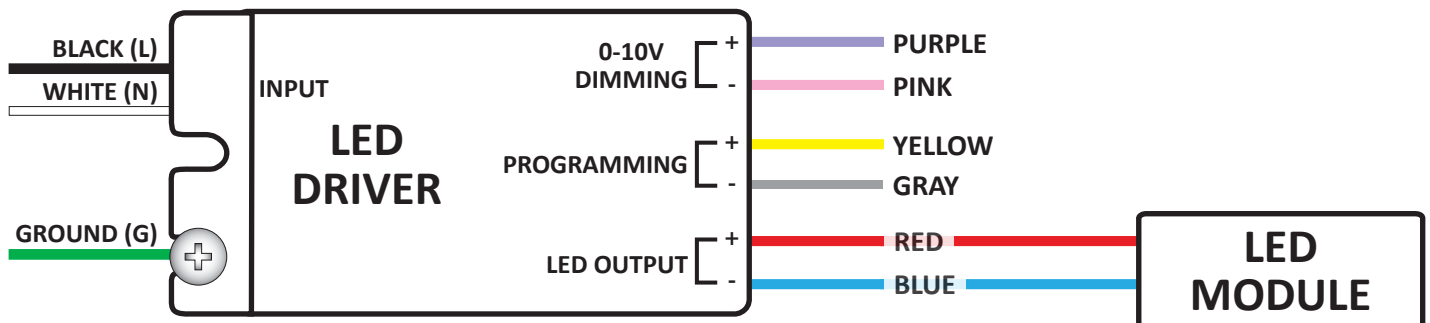 BLACK (L)
WHITE (N)
GROUND (G)
INPUT
LED
DRIVER
0-10V
DIMMING
+
-
PROGRAMMING
+
-
LED OUTPUT
+
-
PURPLE
PINK
YELLOW
GRAY
RED
BLUE
LED
MODULE